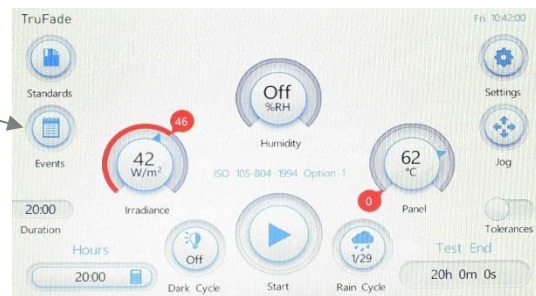 TruFade
Fri 10:42:00
Standards
Off
%RH
Settings
46
Humidity
Events
42
W/m²
62
°C
Jog
ISO 105-B04 1994 Option 1
0
20:00
Irradiance
Panel
Duration
Tolerances
Hours
Off
1/29
Test End
20:00
20h 0m 0s
Dark Cycle
Start
Rain Cycle